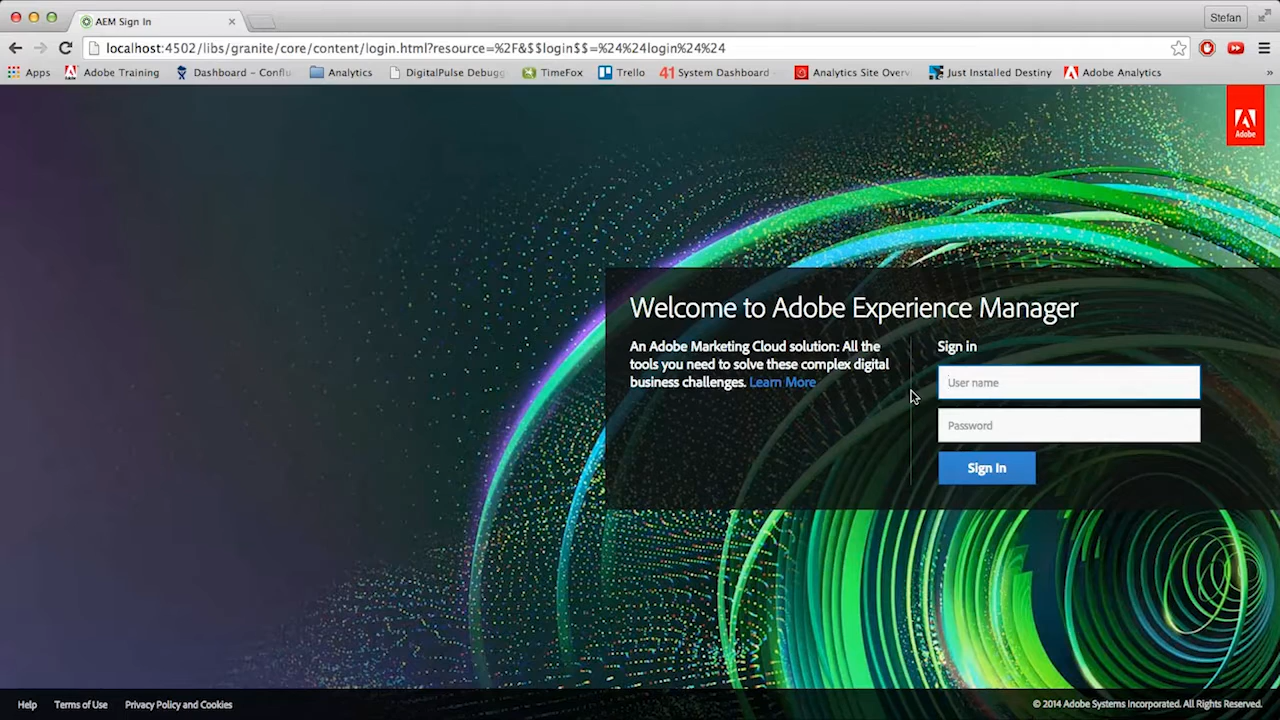 AEM Sign In
Stefan
localhost:4502/libs/granite/core/content/login.html?resource=%2F&$$login$$=%24%24login%24%24
Apps
Adobe Training
Dashboard - Conflu
Analytics
DigitalPulse Debugg
TimeFox
Trello
41 System Dashboard
Analytics Site Overv
Just Installed Destiny
Adobe Analytics
»
Adobe
Welcome to Adobe Experience Manager
An Adobe Marketing Cloud solution: All the
tools you need to solve these complex digital
business challenges. Learn More
Sign in
User name
Password
Sign In
Help
Terms of Use
Privacy Policy and Cookies
© 2014 Adobe Systems Incorporated. All Rights Reserved.